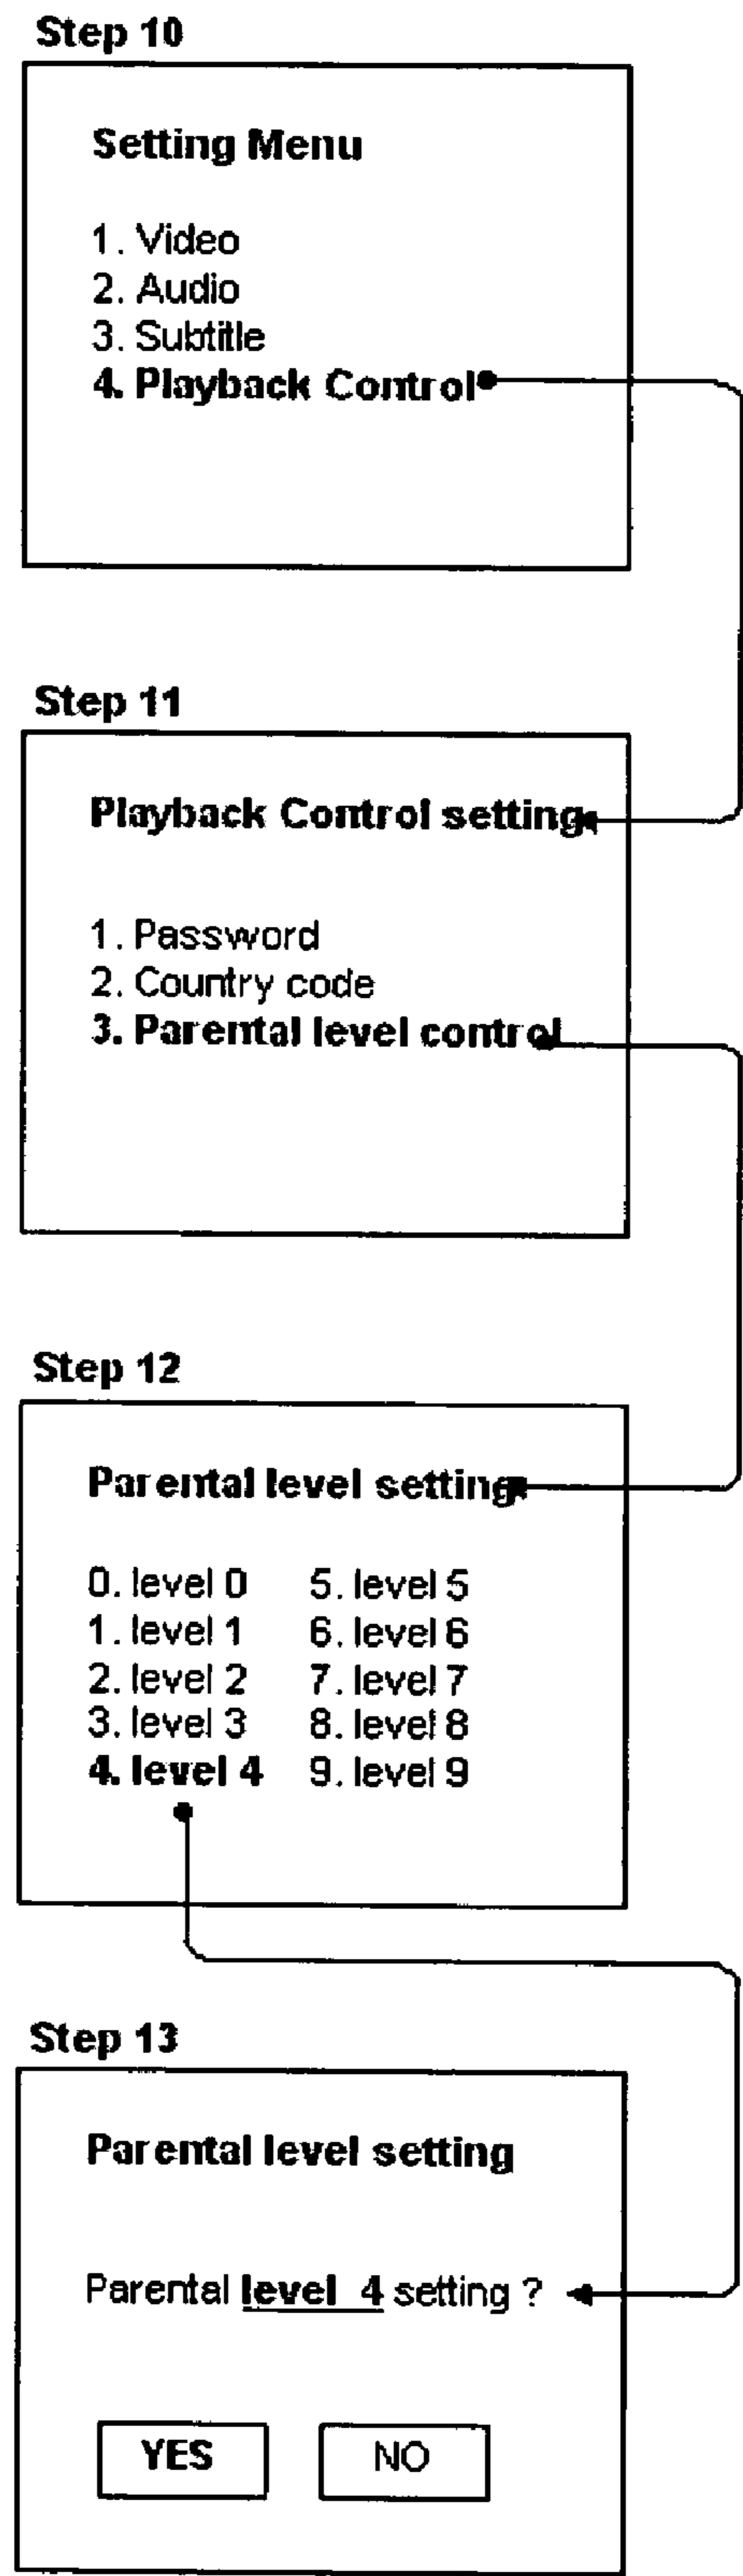 Step 10
Setting Menu
1. Video
2. Audio
3. Subtitle
4. Playback Control
Step 11
Playback Control setting
1. Password
2. Country code
3. Parental level control
Step 12
Parental level setting
0. level 0 5. level 5
1. level 1 6. level 6
2. level 2 7. level 7
3. level 3 8. level 8
4. level 4 9. level 9
Step 13
Parental level setting
Parental level 4 setting ?
YES NO